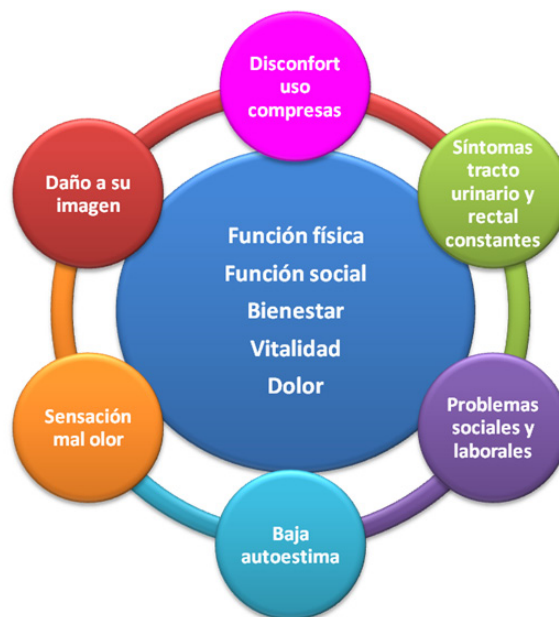 Disconfort
uso
compresas
Síntomas
tracto
urinario y
rectal
constantes
Problemas
sociales y
laborales
Baja
autoestima
Sensación
mal olor
Daño a su
imagen
Función física
Función social
Bienestar
Vitalidad
Dolor